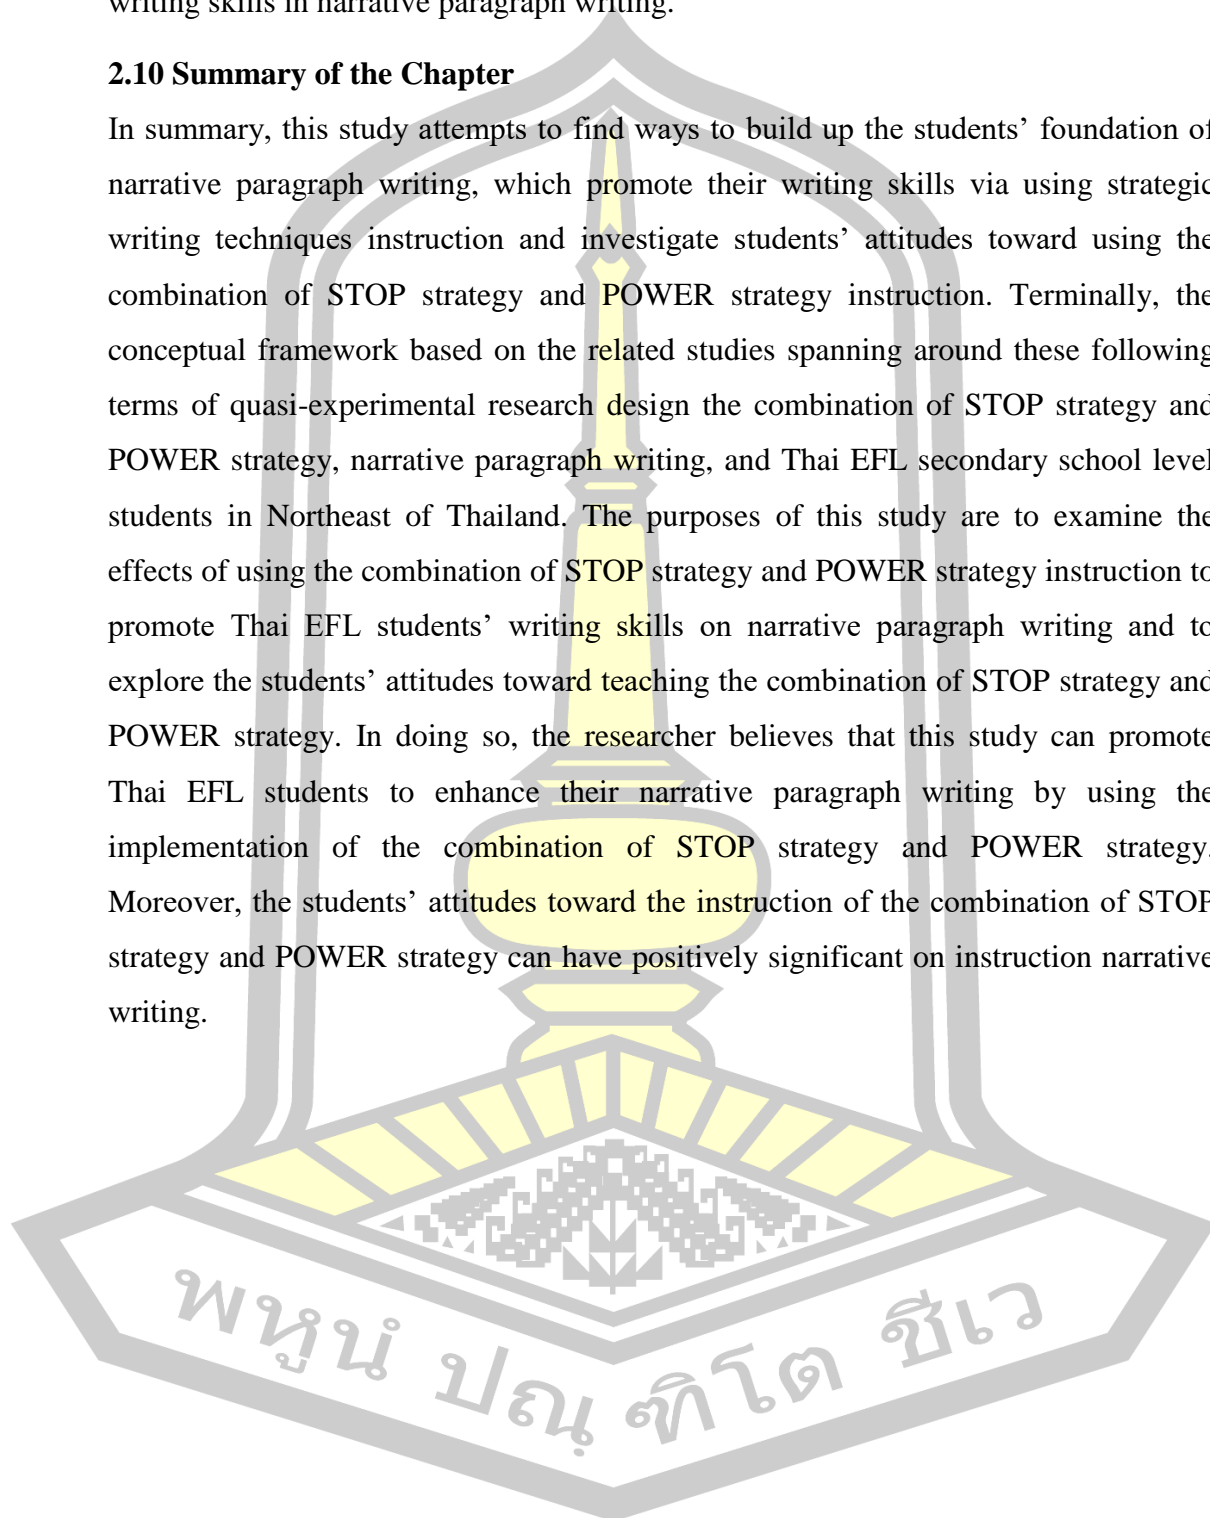 writing skills in narrative paragraph writing.
2.10 Summary of the Chapter
In summary, this study attempts to find ways to build up the students’ foundation of
narrative paragraph writing, which promote their writing skills via using strategic
writing techniques instruction and investigate students’ attitudes toward using the
combination of STOP strategy and POWER strategy instruction. Terminally, the
conceptual framework based on the related studies spanning around these following
terms of quasi-experimental research design the combination of STOP strategy and
POWER strategy, narrative paragraph writing, and Thai EFL secondary school level
students in Northeast of Thailand. The purposes of this study are to examine the
effects of using the combination of STOP strategy and POWER strategy instruction to
promote Thai EFL students’ writing skills on narrative paragraph writing and to
explore the students’ attitudes toward teaching the combination of STOP strategy and
POWER strategy. In doing so, the researcher believes that this study can promote
Thai EFL students to enhance their narrative paragraph writing by using the
implementation of the combination of STOP strategy and POWER strategy.
Moreover, the students’ attitudes toward the instruction of the combination of STOP
strategy and POWER strategy can have positively significant on instruction narrative
writing.
พหูนํ ปณฺฑิโต ชีเว